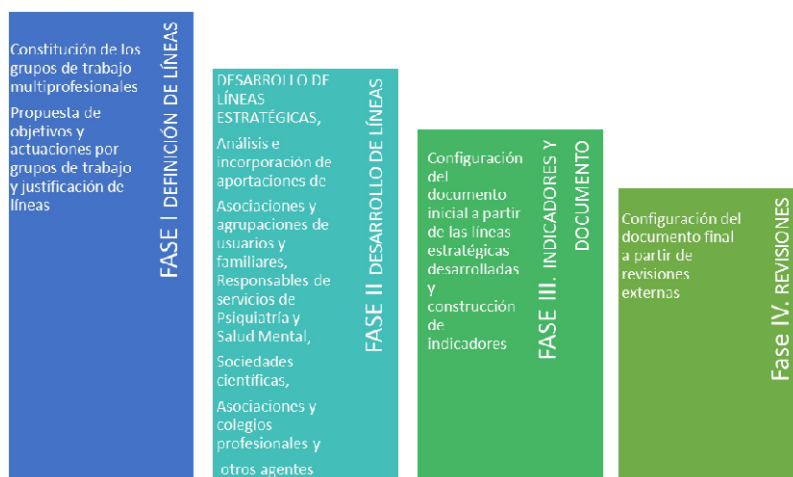 Constitución de los
grupos de trabajo
multiprofesionales
Propuesta de
objetivos y
actuaciones por
grupos de trabajo
y justificación de
líneas
FASE I DEFINICIÓN DE LÍNEAS
DESARROLLO DE
LÍNEAS
ESTRATÉGICAS,
Análisis e
incorporación de
aportaciones de
Asociaciones y
agrupaciones de
usuarios y
familiares,
Responsables de
servicios de
Psiquiatría y
Salud Mental,
Sociedades
científicas,
Asociaciones y
colegios
profesionales y
otros agentes
FASE II DESARROLLO DE LÍNEAS
Configuración
del
documento
inicial a partir
de las líneas
estratégicas
desarrolladas
y
construcción
de
indicadores
FASE III. INDICADORES Y
DOCUMENTO
Configuración del
documento final
a partir de
revisiones
externas
Fase IV. REVISIONES